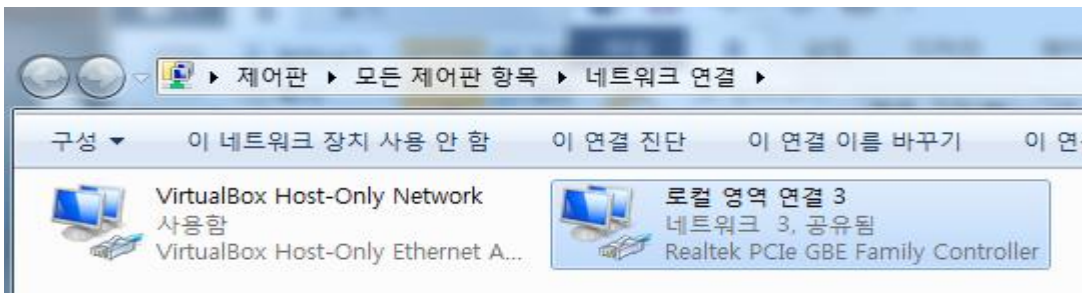 제어판 ▶ 모든 제어판 항목 ▶ 네트워크 연결 ▶
구성 ▼ 이 네트워크 장치 사용 안 함 이 연결 진단 이 연결 이름 바꾸기 이 연
VirtualBox Host-Only Network
사용함
VirtualBox Host-Only Ethernet A...
로컬 영역 연결 3
네트워크 3, 공유됨
Realtek PCIe GBE Family Controller